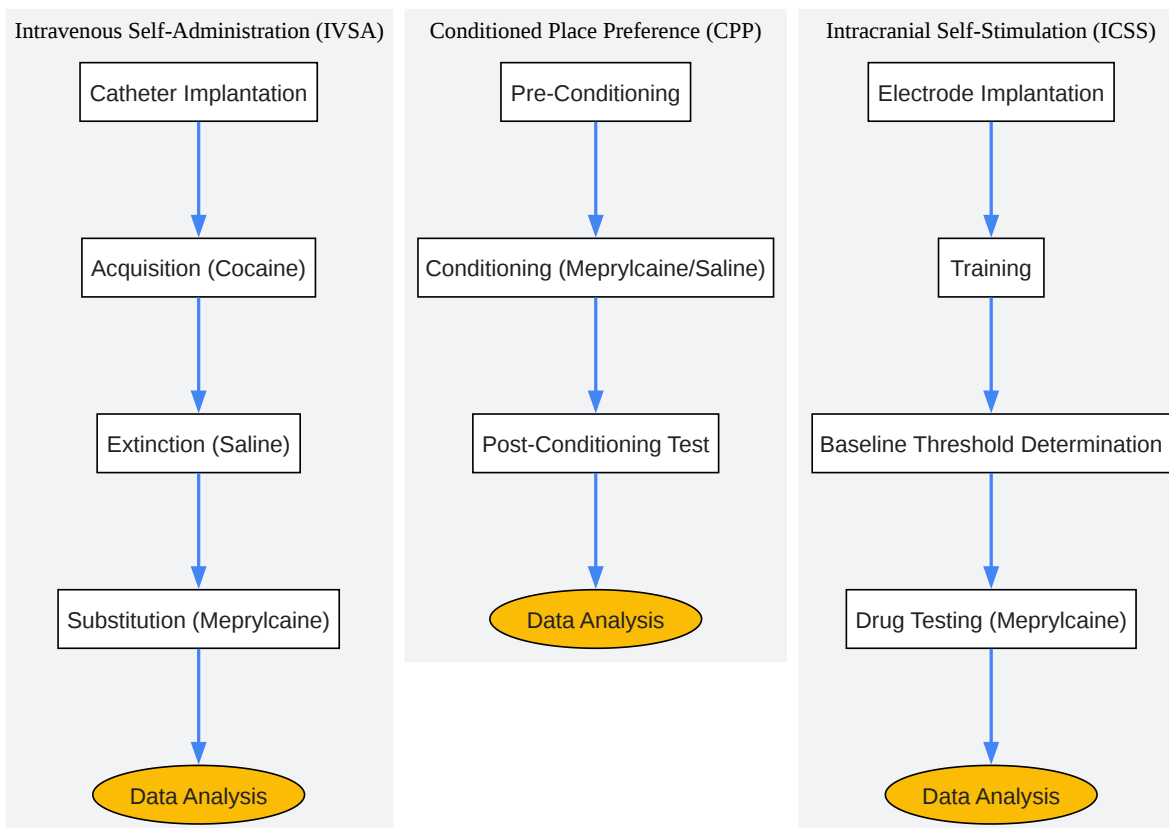 Intravenous Self-Administration (IVSA)
Catheter Implantation
Acquisition (Cocaine)
Extinction (Saline)
Substitution (Meprylcaine)
Data Analysis
Conditioned Place Preference (CPP)
Pre-Conditioning
Conditioning (Meprylcaine/Saline)
Post-Conditioning Test
Data Analysis
Intracranial Self-Stimulation (ICSS)
Electrode Implantation
Training
Baseline Threshold Determination
Drug Testing (Meprylcaine)
Data Analysis